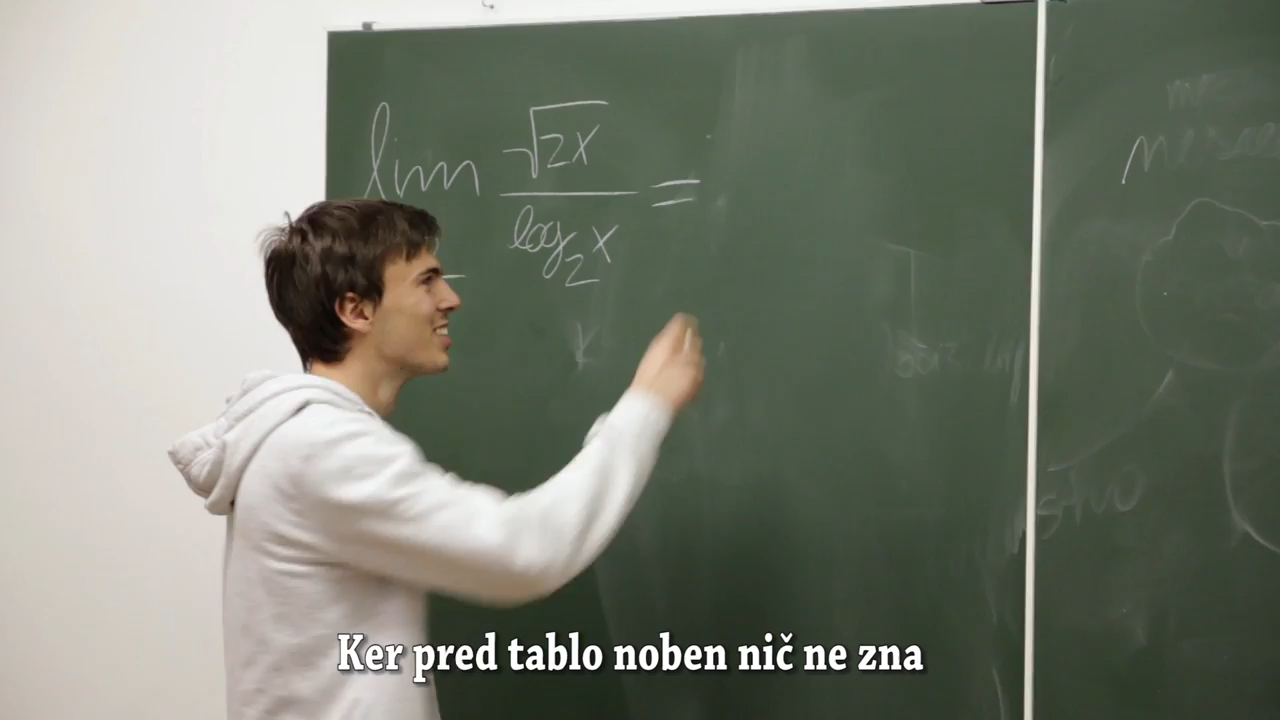 lim √2x / log₂x =
Ker pred tablo noben nič ne zna